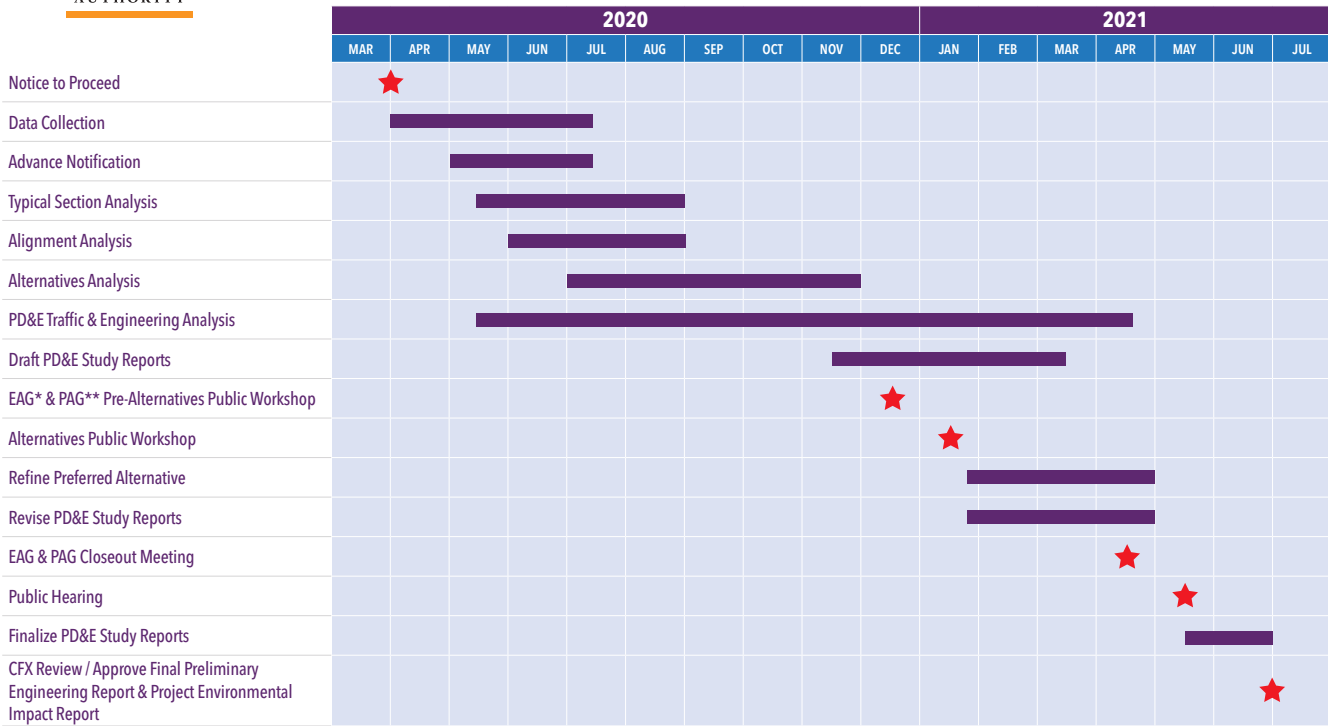 2020 2021
MAR APR MAY JUN JUL AUG SEP OCT NOV DEC JAN FEB MAR APR MAY JUN JUL
Notice to Proceed
Data Collection
Advance Notification
Typical Section Analysis
Alignment Analysis
Alternatives Analysis
PD&E Traffic & Engineering Analysis
Draft PD&E Study Reports
EAG* & PAG** Pre-Alternatives Public Workshop
Alternatives Public Workshop
Refine Preferred Alternative
Revise PD&E Study Reports
EAG & PAG Closeout Meeting
Public Hearing
Finalize PD&E Study Reports
CFX Review / Approve Final Preliminary
Engineering Report & Project Environmental
Impact Report